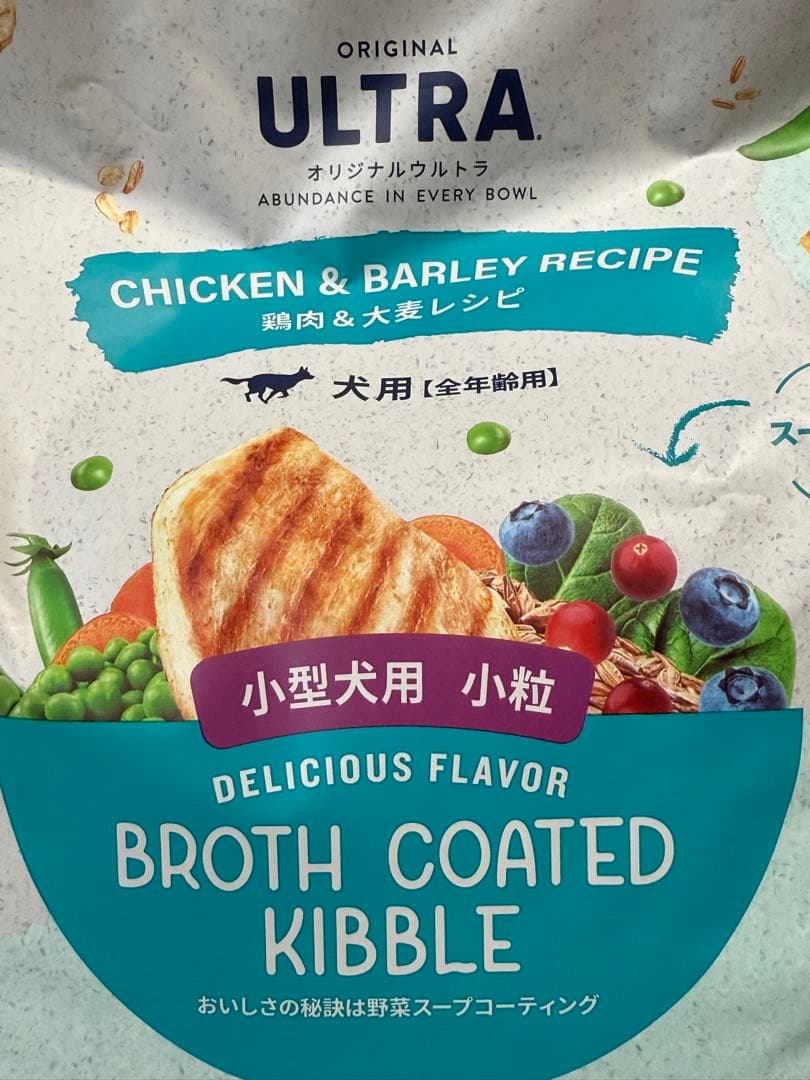 ORIGINAL
ULTRA.
オリジナルウルトラ
ABUNDANCE IN EVERY BOWL
CHICKEN & BARLEY RECIPE
鶏肉&大麦レシピ
犬用【全年齢用】
スー
小型犬用 小粒
DELICIOUS FLAVOR
BROTH COATED
KIBBLE
おいしさの秘訣は野菜スープコーティング